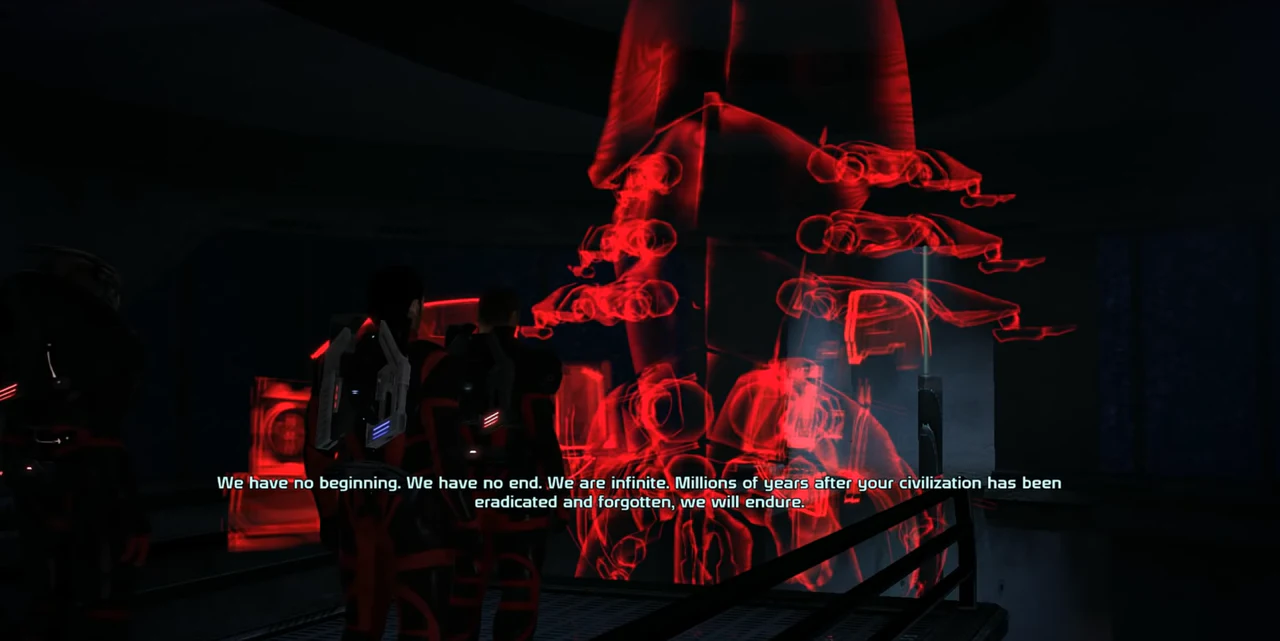 We have no beginning. We have no end. We are infinite. Millions of years after your civilization has been
eradicated and forgotten, we will endure.